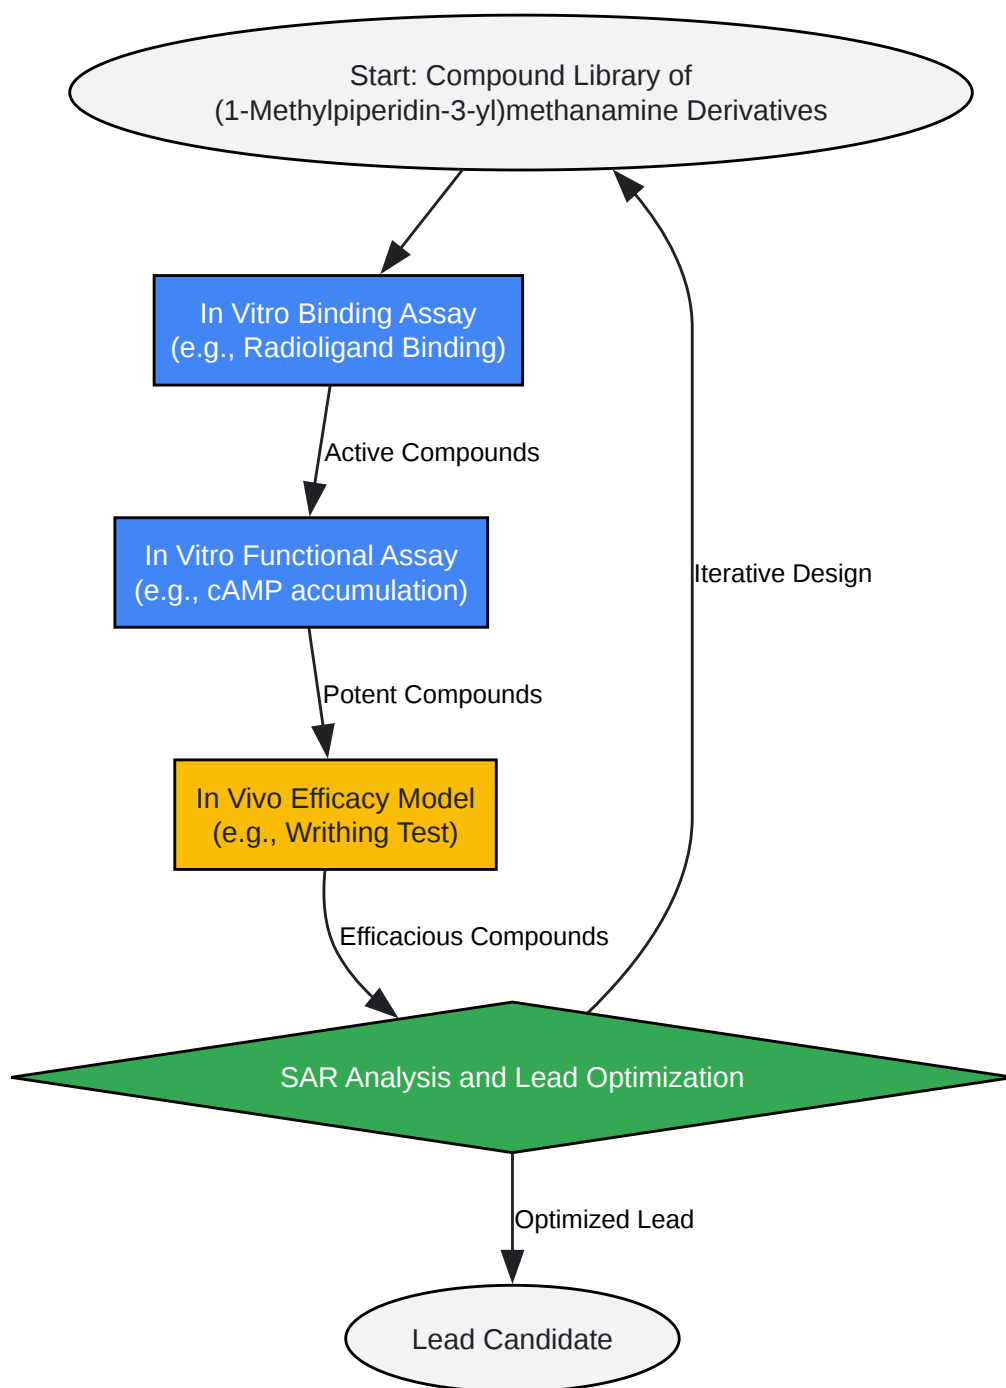 Start: Compound Library of
(1-Methylpiperidin-3-yl)methanamine Derivatives
In Vitro Binding Assay
(e.g., Radioligand Binding)
Active Compounds
In Vitro Functional Assay
(e.g., cAMP accumulation)
Iterative Design
Potent Compounds
In Vivo Efficacy Model
(e.g., Writhing Test)
Efficacious Compounds
SAR Analysis and Lead Optimization
Optimized Lead
Lead Candidate